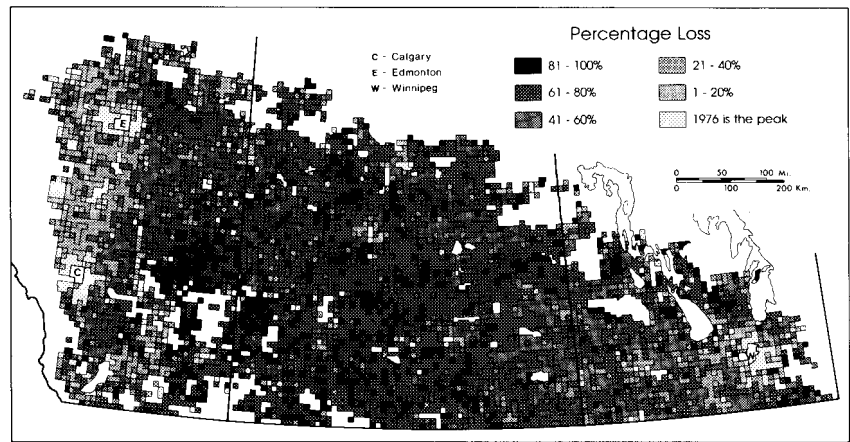 Percentage Loss
C - Calgary
E - Edmonton
W - Winnipeg
81 - 100%
61 - 80%
41 - 60%
21 - 40%
1 - 20%
1976 is the peak
0 50 100 Mi.
0 100 200 Km.
E
C
W